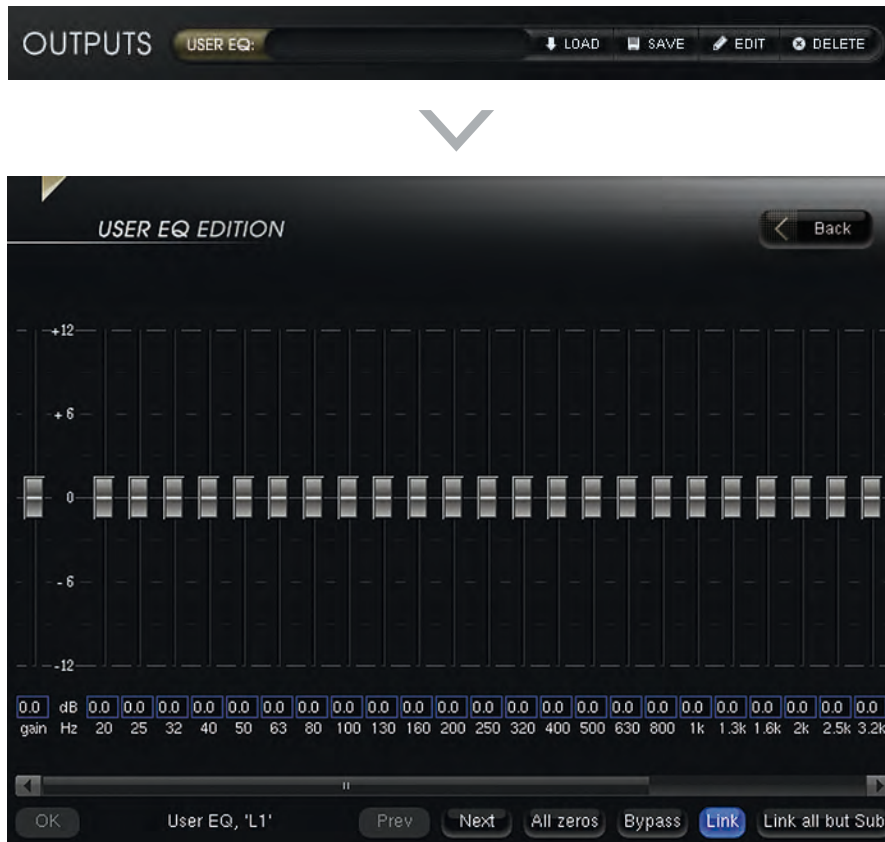 OUTPUTS USER EQ: LOAD SAVE EDIT DELETE
USER EQ EDITION Back
+12
+ 6
0
- 6
-12
0.0 dB 0.0 0.0 0.0 0.0 0.0 0.0 0.0 0.0 0.0 0.0 0.0 0.0 0.0 0.0 0.0 0.0 0.0 0.0 0.0 0.0 0.0 0.0 0.0
gain Hz 20 25 32 40 50 63 80 100 130 160 200 250 320 400 500 630 800 1k 1.3k 1.6k 2k 2.5k 3.2k
OK User EQ, 'L1' Prev Next All zeros Bypass Link Link all but Sub